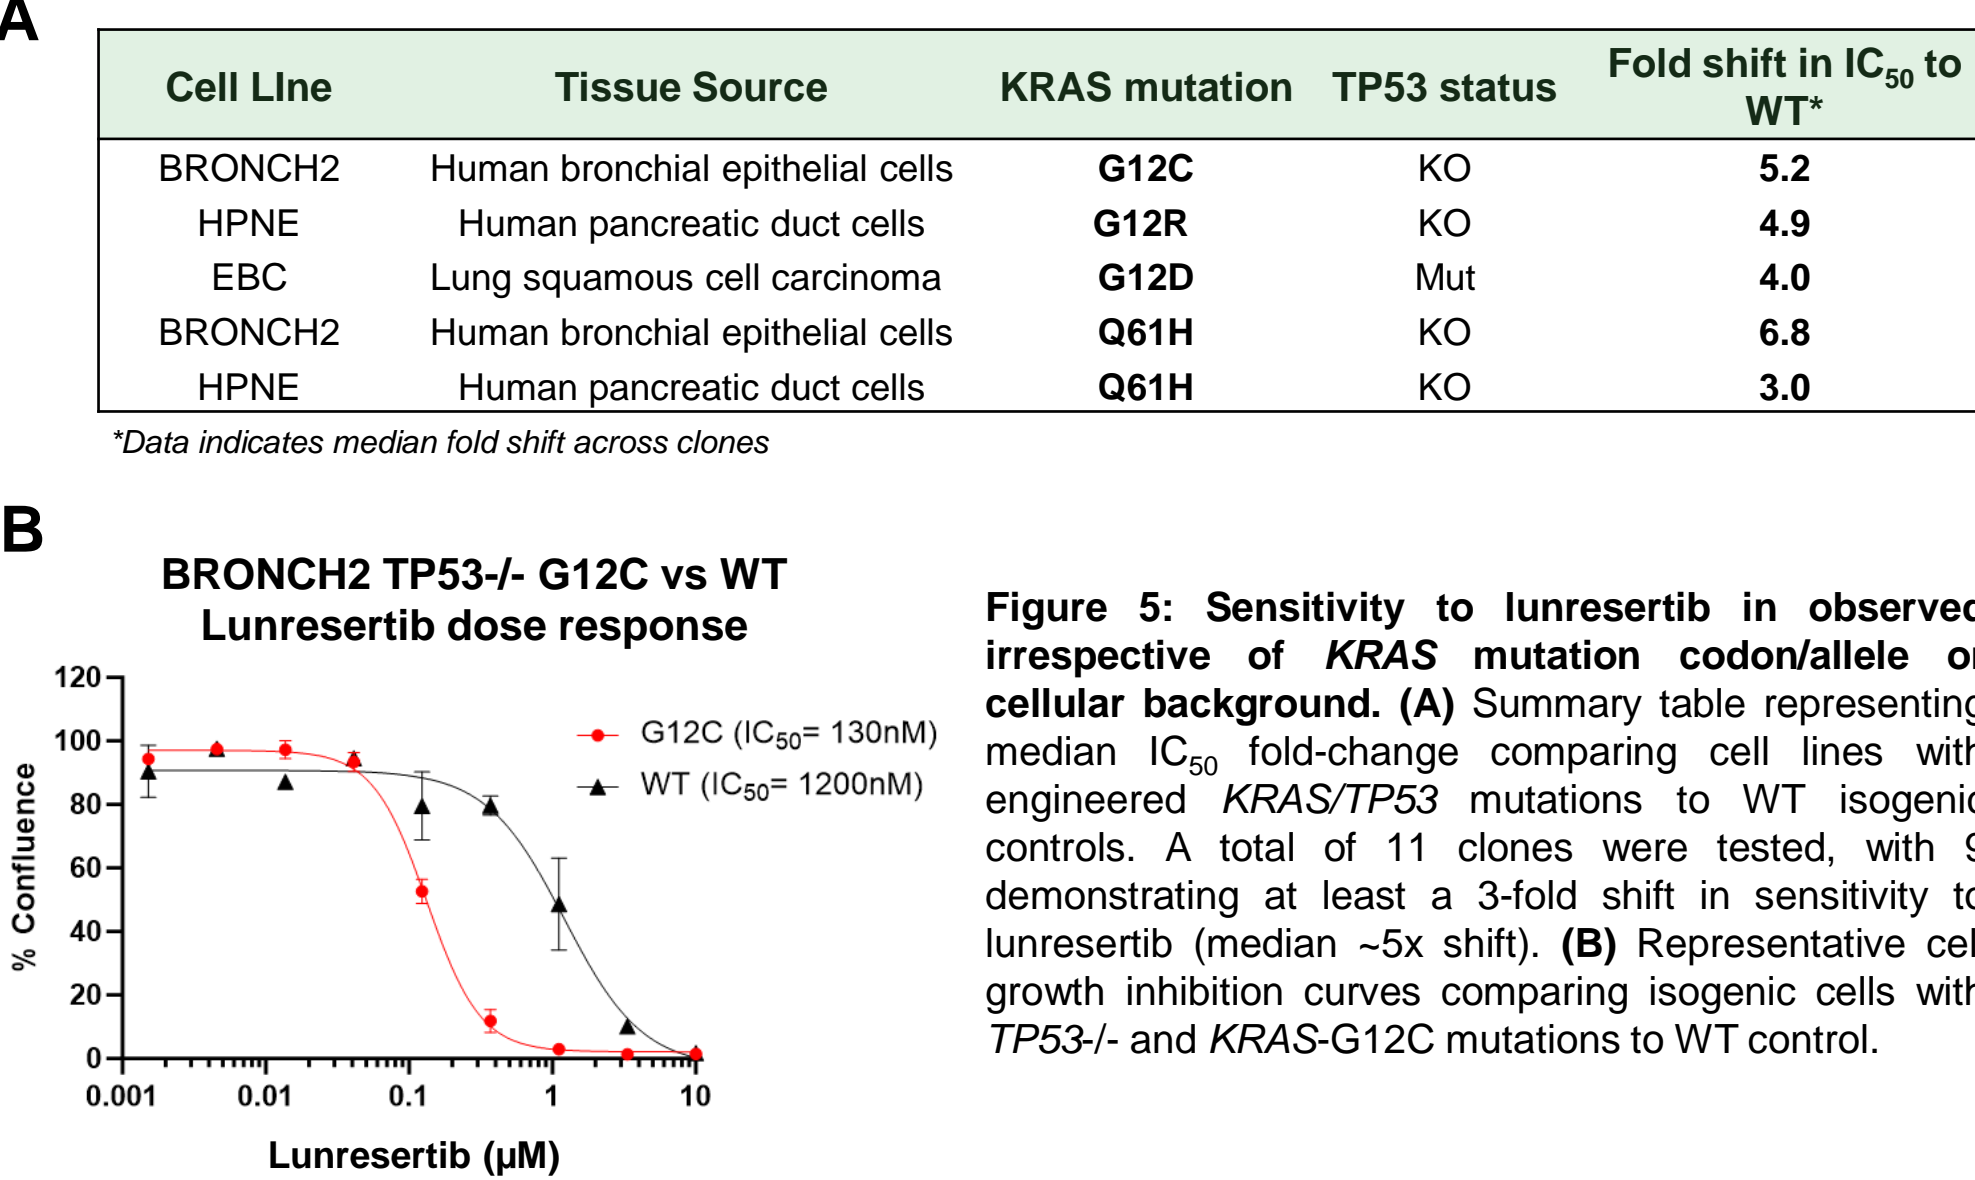 A
Cell LIne Tissue Source KRAS mutation TP53 status Fold shift in IC50 to WT*
BRONCH2 Human bronchial epithelial cells G12C KO 5.2
HPNE Human pancreatic duct cells G12R KO 4.9
EBC Lung squamous cell carcinoma G12D Mut 4.0
BRONCH2 Human bronchial epithelial cells Q61H KO 6.8
HPNE Human pancreatic duct cells Q61H KO 3.0
*Data indicates median fold shift across clones
B
BRONCH2 TP53-/- G12C vs WT
Lunresertib dose response
120
100
80
60
40
20
0
% Confluence
G12C (IC50= 130nM)
WT (IC50= 1200nM)
0.001 0.01 0.1 1 10
Lunresertib (µM)
Figure 5: Sensitivity to lunresertib in observed
irrespective of KRAS mutation codon/allele or
cellular background. (A) Summary table representing
median IC50 fold-change comparing cell lines with
engineered KRAS/TP53 mutations to WT isogenic
controls. A total of 11 clones were tested, with 9
demonstrating at least a 3-fold shift in sensitivity to
lunresertib (median ~5x shift). (B) Representative cell
growth inhibition curves comparing isogenic cells with
TP53-/- and KRAS-G12C mutations to WT control.